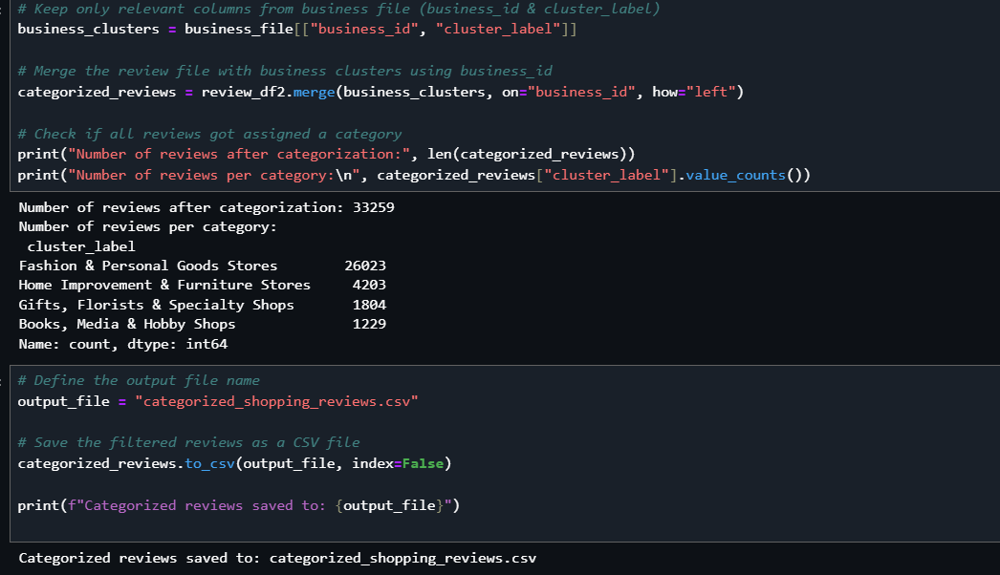 # Keep only relevant columns from business file (business_id & cluster_label)
business_clusters = business_file[["business_id", "cluster_label"]]
# Merge the review file with business clusters using business_id
categorized_reviews = review_df2.merge(business_clusters, on="business_id", how="left")
# Check if all reviews got assigned a category
print("Number of reviews after categorization:", len(categorized_reviews))
print("Number of reviews per category:\n", categorized_reviews["cluster_label"].value_counts())
Number of reviews after categorization: 33259
Number of reviews per category:
cluster_label
Fashion & Personal Goods Stores 26023
Home Improvement & Furniture Stores 4203
Gifts, Florists & Specialty Shops 1804
Books, Media & Hobby Shops 1229
Name: count, dtype: int64
# Define the output file name
output_file = "categorized_shopping_reviews.csv"
# Save the filtered reviews as a CSV file
categorized_reviews.to_csv(output_file, index=False)
print(f"Categorized reviews saved to: {output_file}")
Categorized reviews saved to: categorized_shopping_reviews.csv